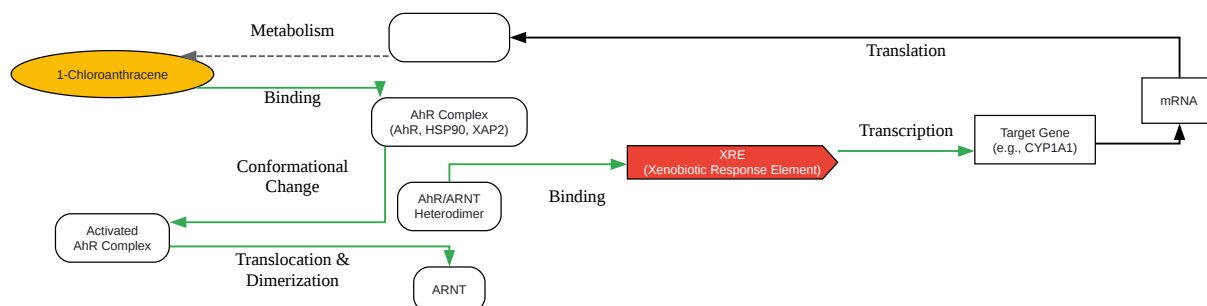 Metabolism
1-Chloroanthracene
Binding
AhR Complex
(AhR, HSP90, XAP2)
Conformational
Change
Activated
AhR Complex
Translocation &
Dimerization
ARNT
AhR/ARNT
Heterodimer
Binding
XRE
(Xenobiotic Response Element)
Transcription
Target Gene
(e.g., CYP1A1)
mRNA
Translation